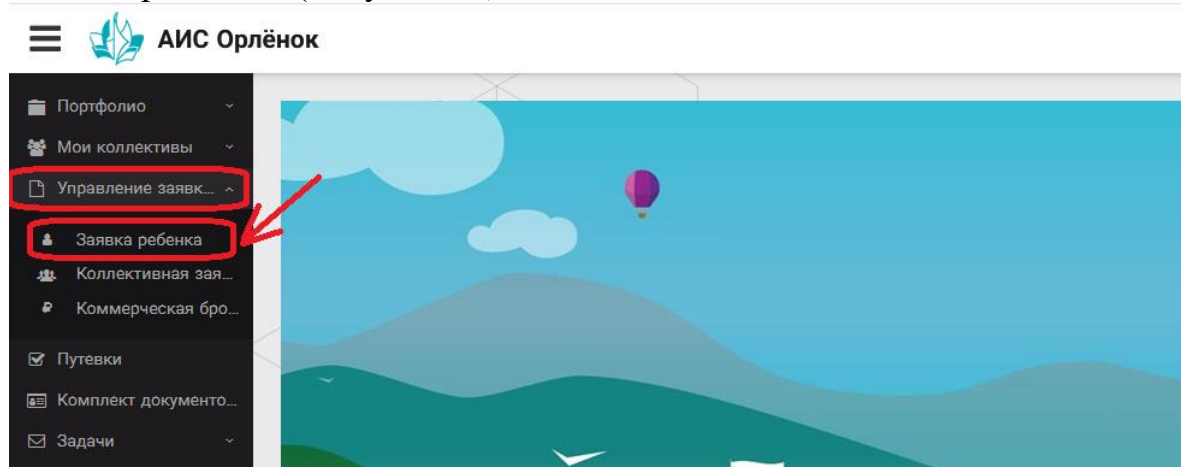 АИС Орлёнок
Портфолио
Мои коллективы
Управление заявк...
Заявка ребенка
Коллективная зая...
Коммерческая бро...
Путевки
Комплект документо...
Задачи